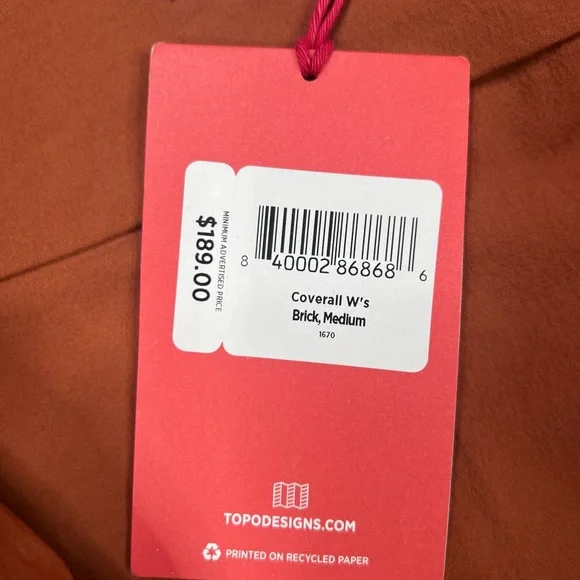 MINIMUM ADVERTISED PRICE
$189.00
8 40002 86868 6
Coverall W's
Brick, Medium
1670
TOPODESIGNS.COM
PRINTED ON RECYCLED PAPER